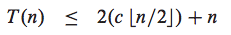 T(n) ≤ 2(c ⌊n/2⌋) + n